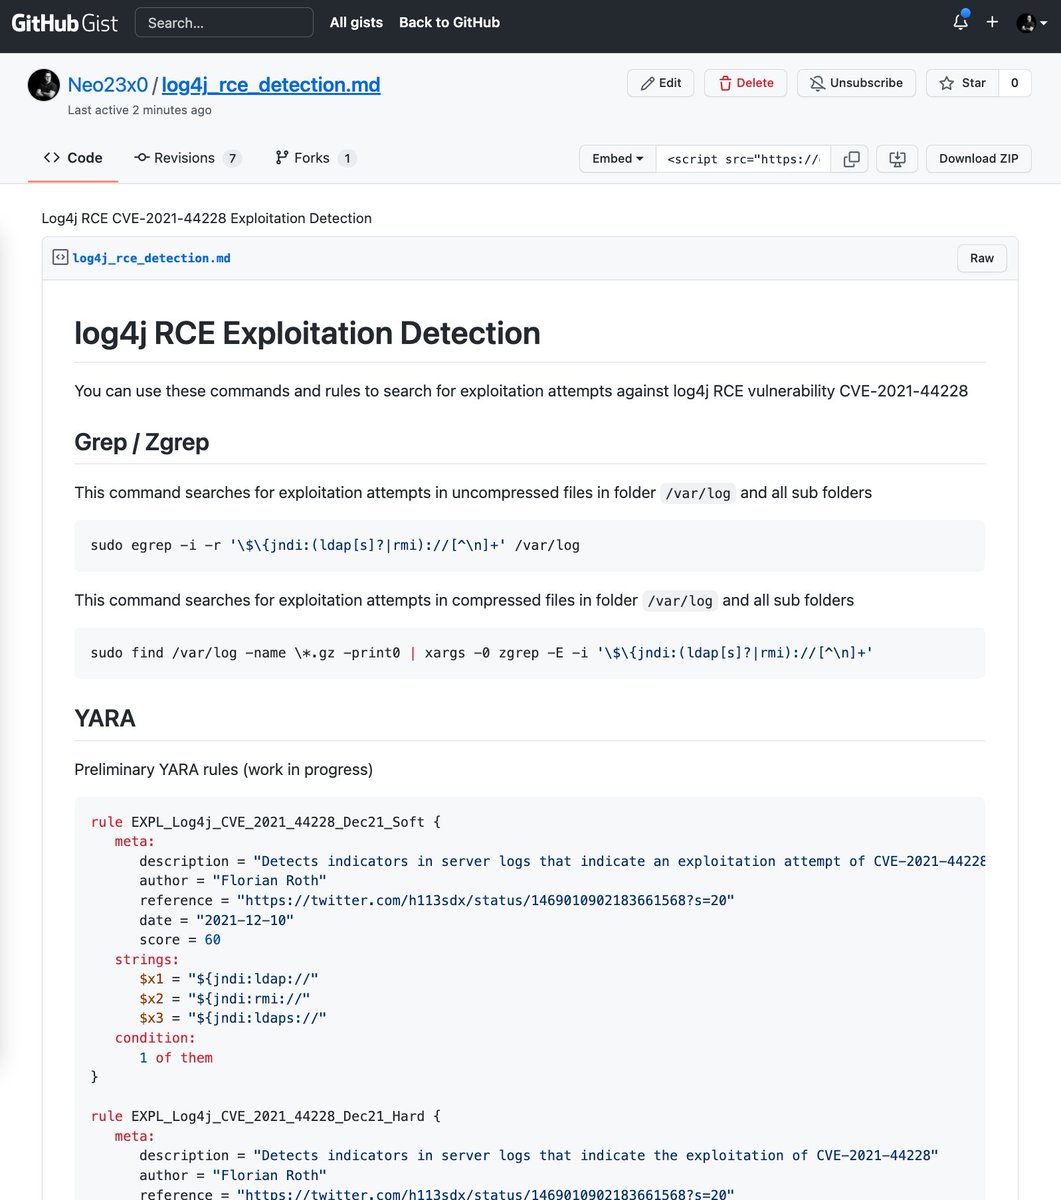 GitHub Gist Search... All gists Back to GitHub
Neo23x0 / log4j_rce_detection.md
Last active 2 minutes ago
Edit Delete Unsubscribe Star 0
Code Revisions 7 Forks 1
Embed <script src="https:// Download ZIP
Log4j RCE CVE-2021-44228 Exploitation Detection
log4j_rce_detection.md Raw
log4j RCE Exploitation Detection
You can use these commands and rules to search for exploitation attempts against log4j RCE vulnerability CVE-2021-44228
Grep / Zgrep
This command searches for exploitation attempts in uncompressed files in folder /var/log and all sub folders
sudo egrep -i -r '\$\{jndi:(ldap[s]?|rmi)://[^\n]+' /var/log
This command searches for exploitation attempts in compressed files in folder /var/log and all sub folders
sudo find /var/log -name \*.gz -print0 | xargs -0 zgrep -E -i '\$\{jndi:(ldap[s]?|rmi)://[^\n]+'
YARA
Preliminary YARA rules (work in progress)
rule EXPL_Log4j_CVE_2021_44228_Dec21_Soft {
meta:
description = "Detects indicators in server logs that indicate an exploitation attempt of CVE-2021-44228
author = "Florian Roth"
reference = "https://twitter.com/h113sdx/status/1469010902183661568?s=20"
date = "2021-12-10"
score = 60
strings:
$x1 = "${jndi:ldap://"
$x2 = "${jndi:rmi://"
$x3 = "${jndi:ldaps://"
condition:
1 of them
}
rule EXPL_Log4j_CVE_2021_44228_Dec21_Hard {
meta:
description = "Detects indicators in server logs that indicate the exploitation of CVE-2021-44228"
author = "Florian Roth"
reference = "https://twitter.com/h113sdx/status/1469010902183661568?s=20"